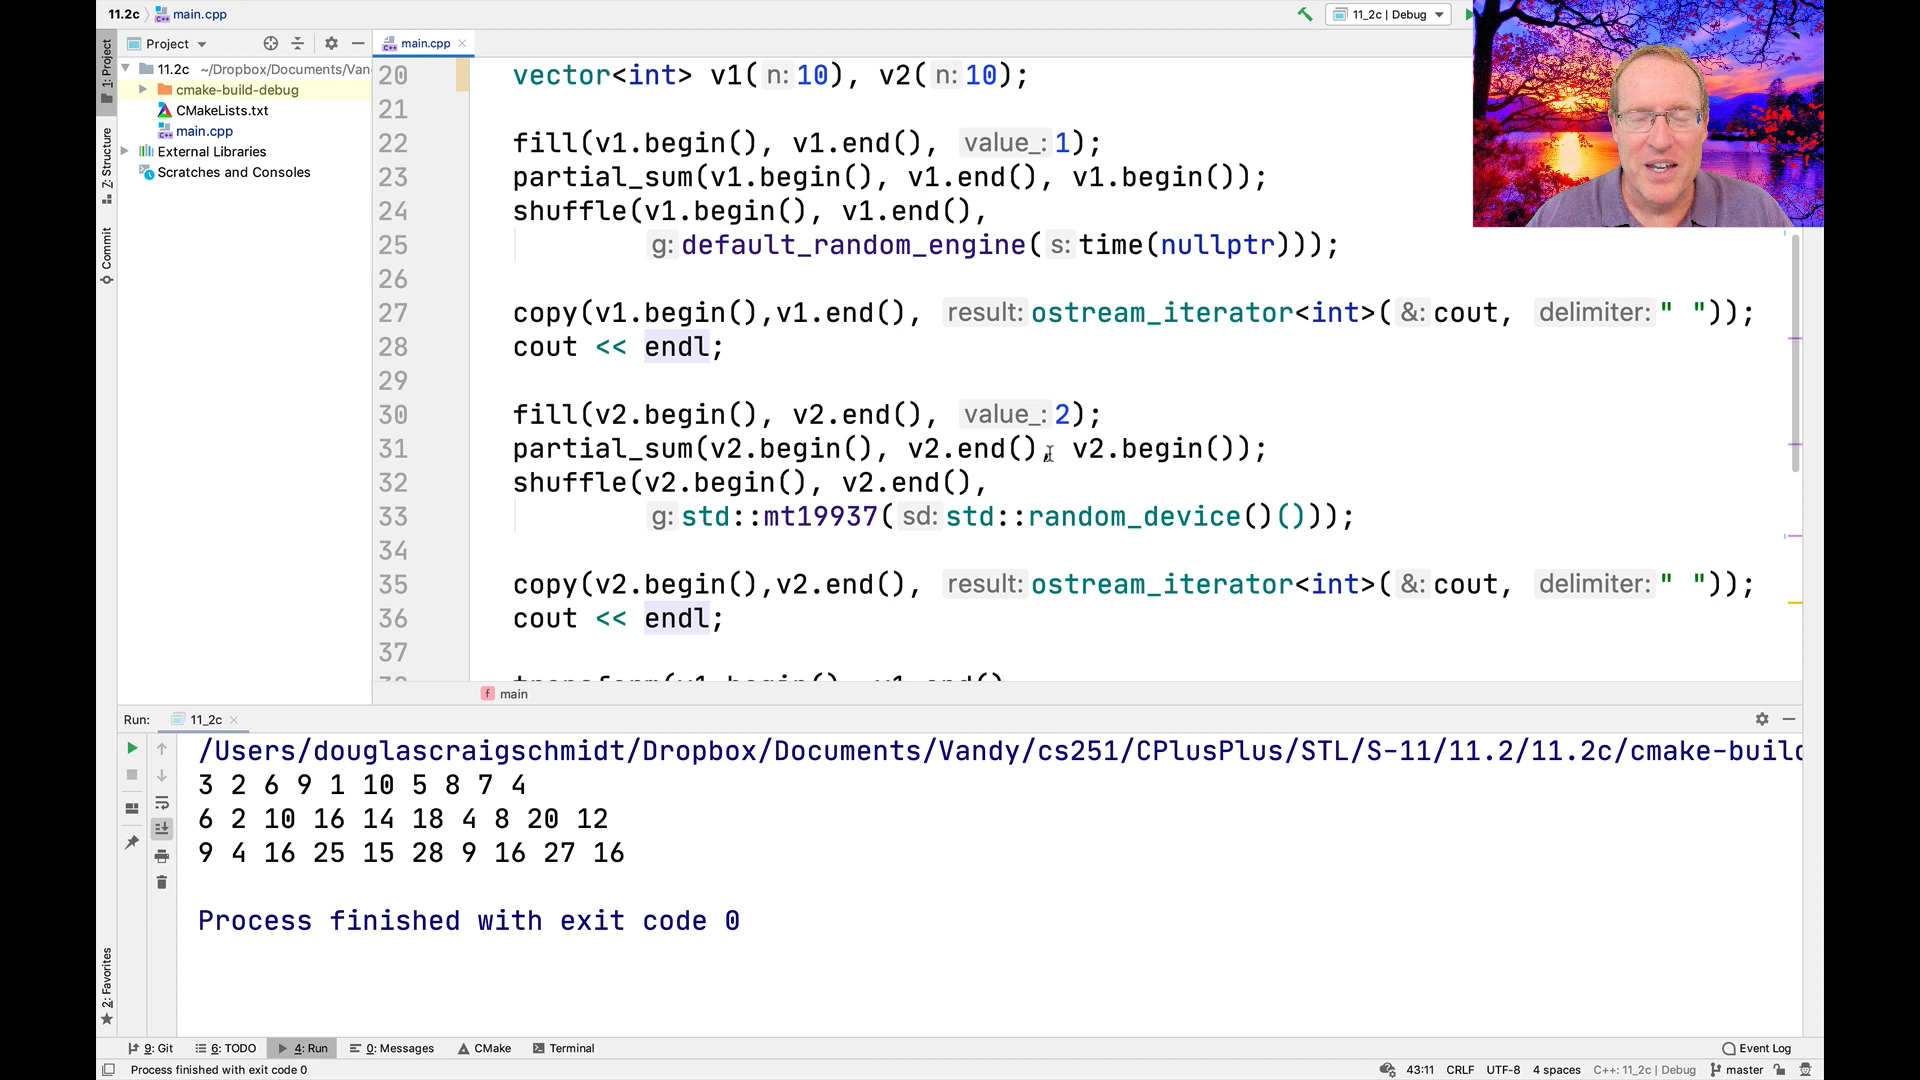 11.2c main.cpp
11_2c | Debug
Project
main.cpp
1: Project
Z: Structure
Commit
2: Favorites
11.2c ~/Dropbox/Documents/Van
cmake-build-debug
CMakeLists.txt
main.cpp
External Libraries
Scratches and Consoles
20 vector<int> v1( n: 10), v2( n: 10);
21
22 fill(v1.begin(), v1.end(), value_: 1);
23 partial_sum(v1.begin(), v1.end(), v1.begin());
24 shuffle(v1.begin(), v1.end(),
25 g: default_random_engine( s: time(nullptr)));
26
27 copy(v1.begin(),v1.end(), result: ostream_iterator<int>( &: cout, delimiter: " "));
28 cout << endl;
29
30 fill(v2.begin(), v2.end(), value_: 2);
31 partial_sum(v2.begin(), v2.end(), v2.begin());
32 shuffle(v2.begin(), v2.end(),
33 g: std::mt19937( sd: std::random_device()()));
34
35 copy(v2.begin(),v2.end(), result: ostream_iterator<int>( &: cout, delimiter: " "));
36 cout << endl;
37
main
Run: 11_2c
/Users/douglascraigschmidt/Dropbox/Documents/Vandy/cs251/CPlusPlus/STL/S-11/11.2/11.2c/cmake-build
3 2 6 9 1 10 5 8 7 4
6 2 10 16 14 18 4 8 20 12
9 4 16 25 15 28 9 16 27 16
Process finished with exit code 0
9: Git 6: TODO 4: Run 0: Messages CMake Terminal Event Log
Process finished with exit code 0 43:11 CRLF UTF-8 4 spaces C++: 11_2c | Debug master